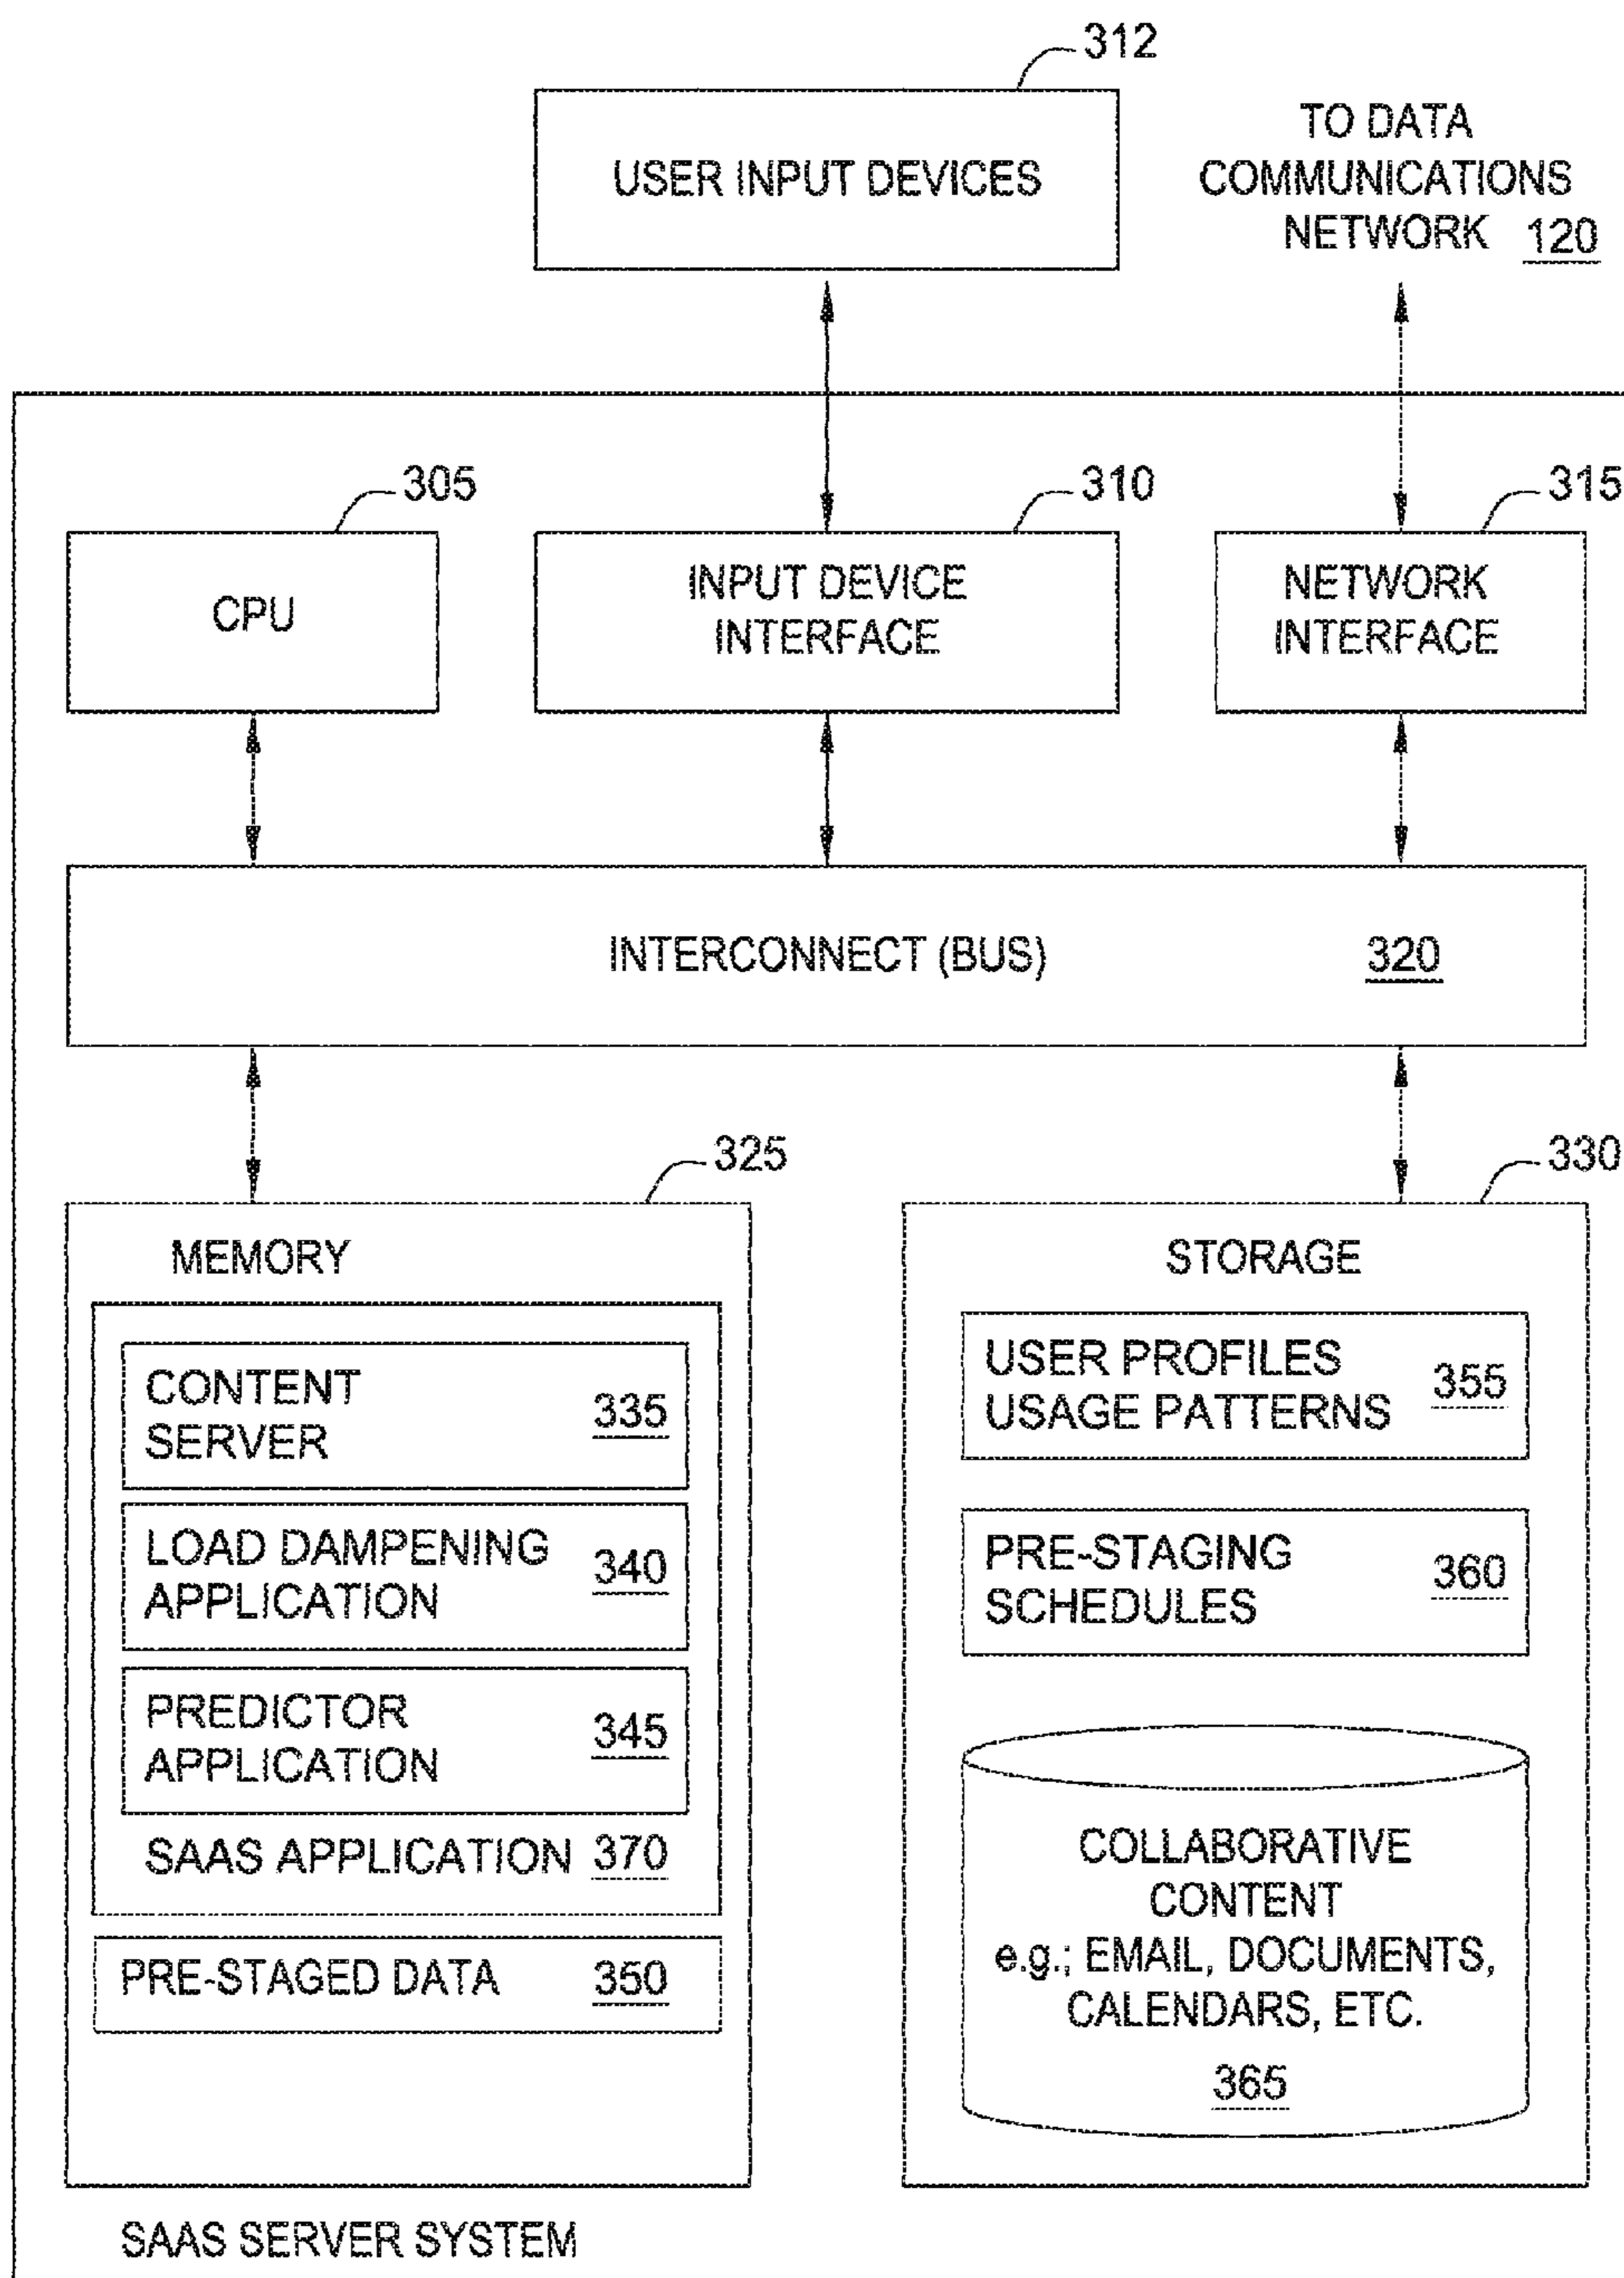 312
USER INPUT DEVICES
TO DATA
COMMUNICATIONS
NETWORK 120
305
310
315
CPU
INPUT DEVICE
INTERFACE
NETWORK
INTERFACE
INTERCONNECT (BUS) 320
325
330
MEMORY
CONTENT
SERVER 335
LOAD DAMPENING
APPLICATION 340
PREDICTOR
APPLICATION 345
SAAS APPLICATION 370
PRE-STAGED DATA 350
STORAGE
USER PROFILES
USAGE PATTERNS 355
PRE-STAGING
SCHEDULES 360
COLLABORATIVE
CONTENT
e.g.; EMAIL, DOCUMENTS,
CALENDARS, ETC.
365
SAAS SERVER SYSTEM